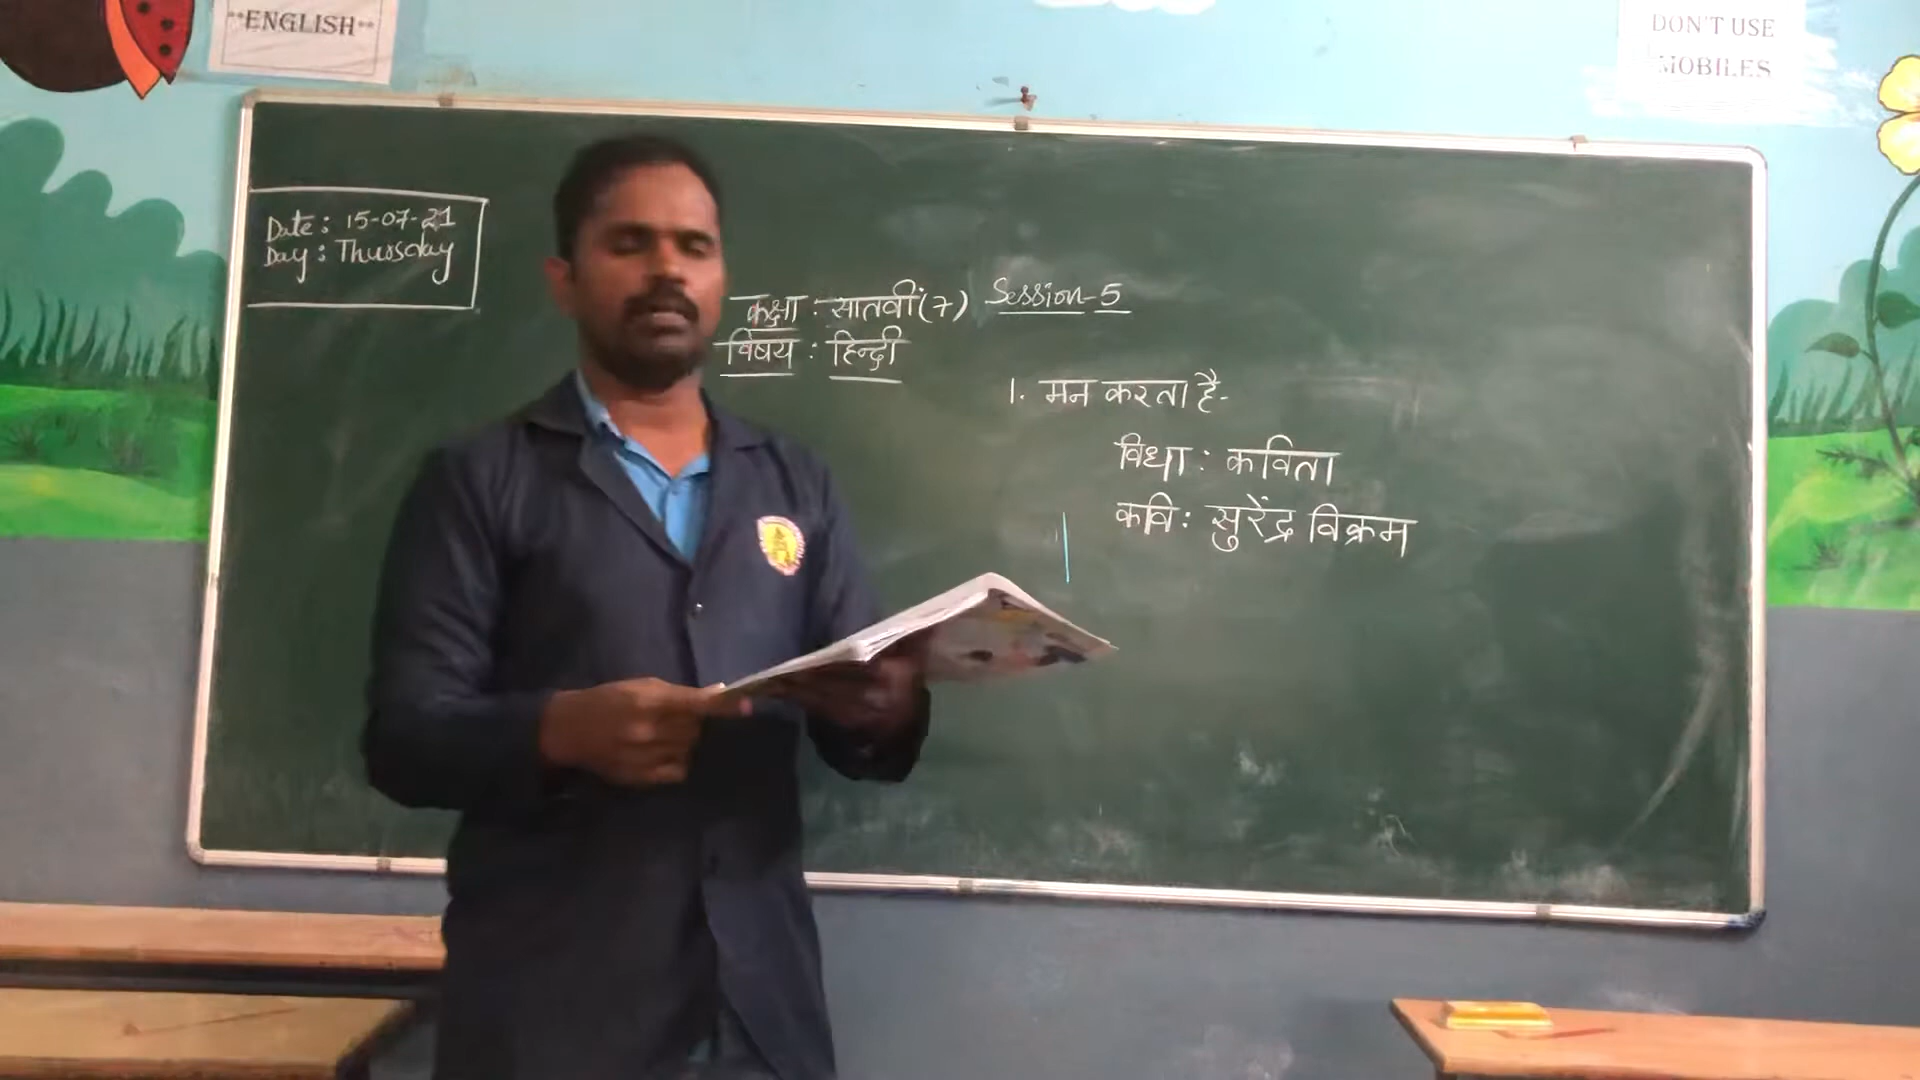 **ENGLISH**
DON'T USE
MOBILES
Date: 15-07-21
Day: Thursday
कक्षा : सातवीं (7) Session-5
विषय : हिन्दी
1. मन करता है-
विधा : कविता
कवि : सुरेंद्र विक्रम